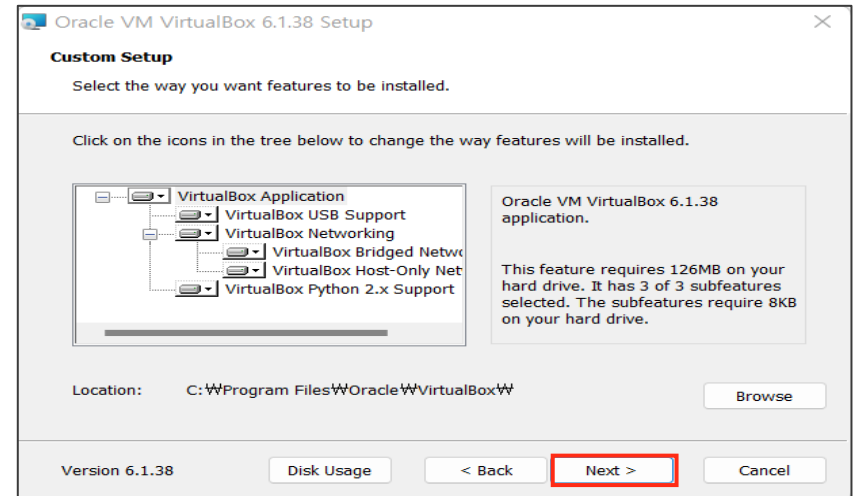 Oracle VM VirtualBox 6.1.38 Setup
Custom Setup
Select the way you want features to be installed.
Click on the icons in the tree below to change the way features will be installed.
VirtualBox Application
VirtualBox USB Support
VirtualBox Networking
VirtualBox Bridged Netwo
VirtualBox Host-Only Net
VirtualBox Python 2.x Support
Oracle VM VirtualBox 6.1.38
application.
This feature requires 126MB on your
hard drive. It has 3 of 3 subfeatures
selected. The subfeatures require 8KB
on your hard drive.
Location: C:₩Program Files₩Oracle₩VirtualBox₩
Browse
Version 6.1.38 Disk Usage < Back Next > Cancel